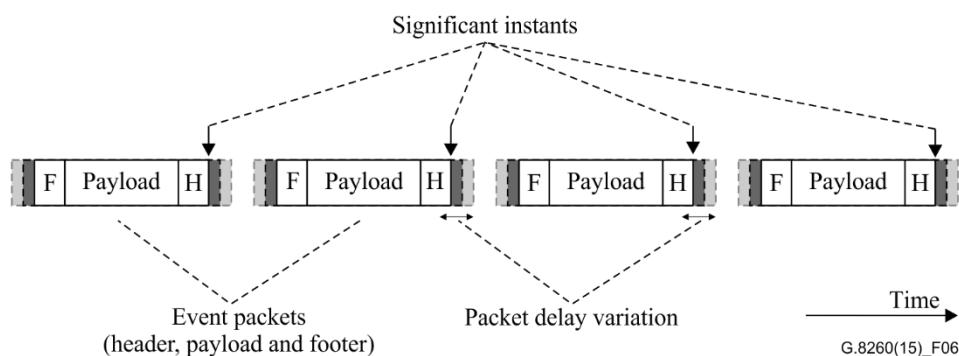 Significant instants
F Payload H F Payload H F Payload H F Payload H
Event packets
(header, payload and footer)
Packet delay variation
Time
G.8260(15)_F06